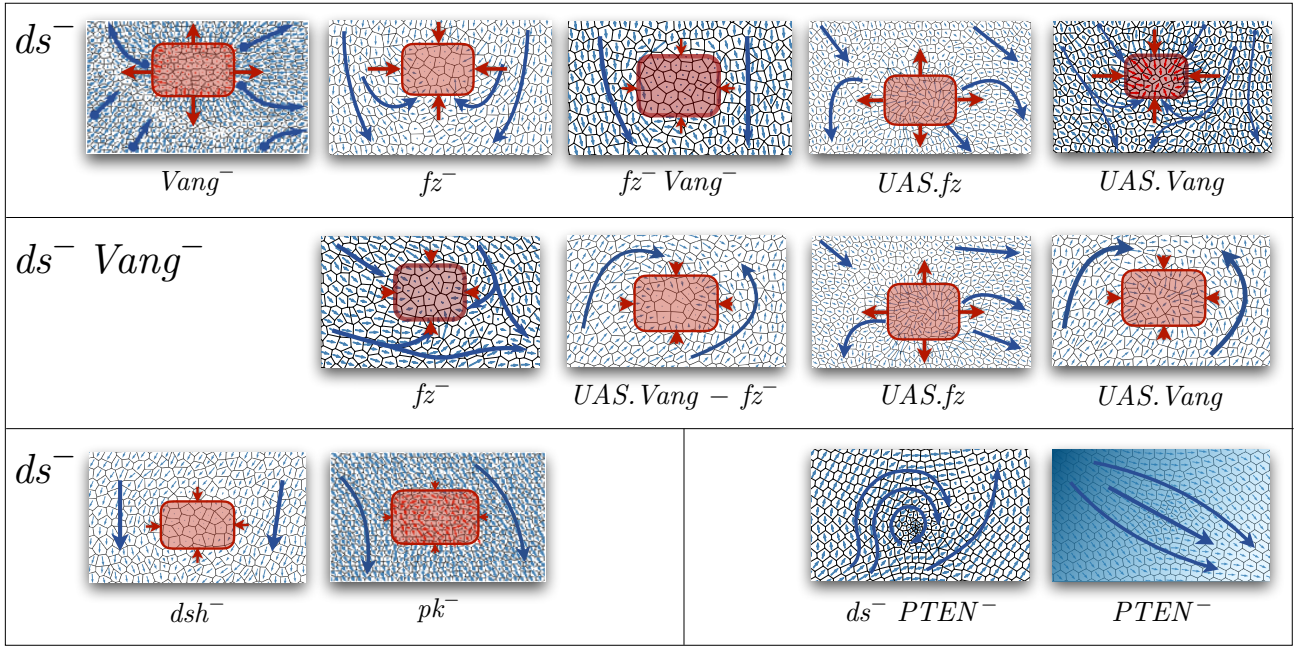 ds⁻
Vang⁻ fz⁻ fz⁻ Vang⁻ UAS.fz UAS.Vang
ds⁻ Vang⁻
fz⁻ UAS.Vang – fz⁻ UAS.fz UAS.Vang
ds⁻
dsh⁻ pk⁻ ds⁻ PTEN⁻ PTEN⁻